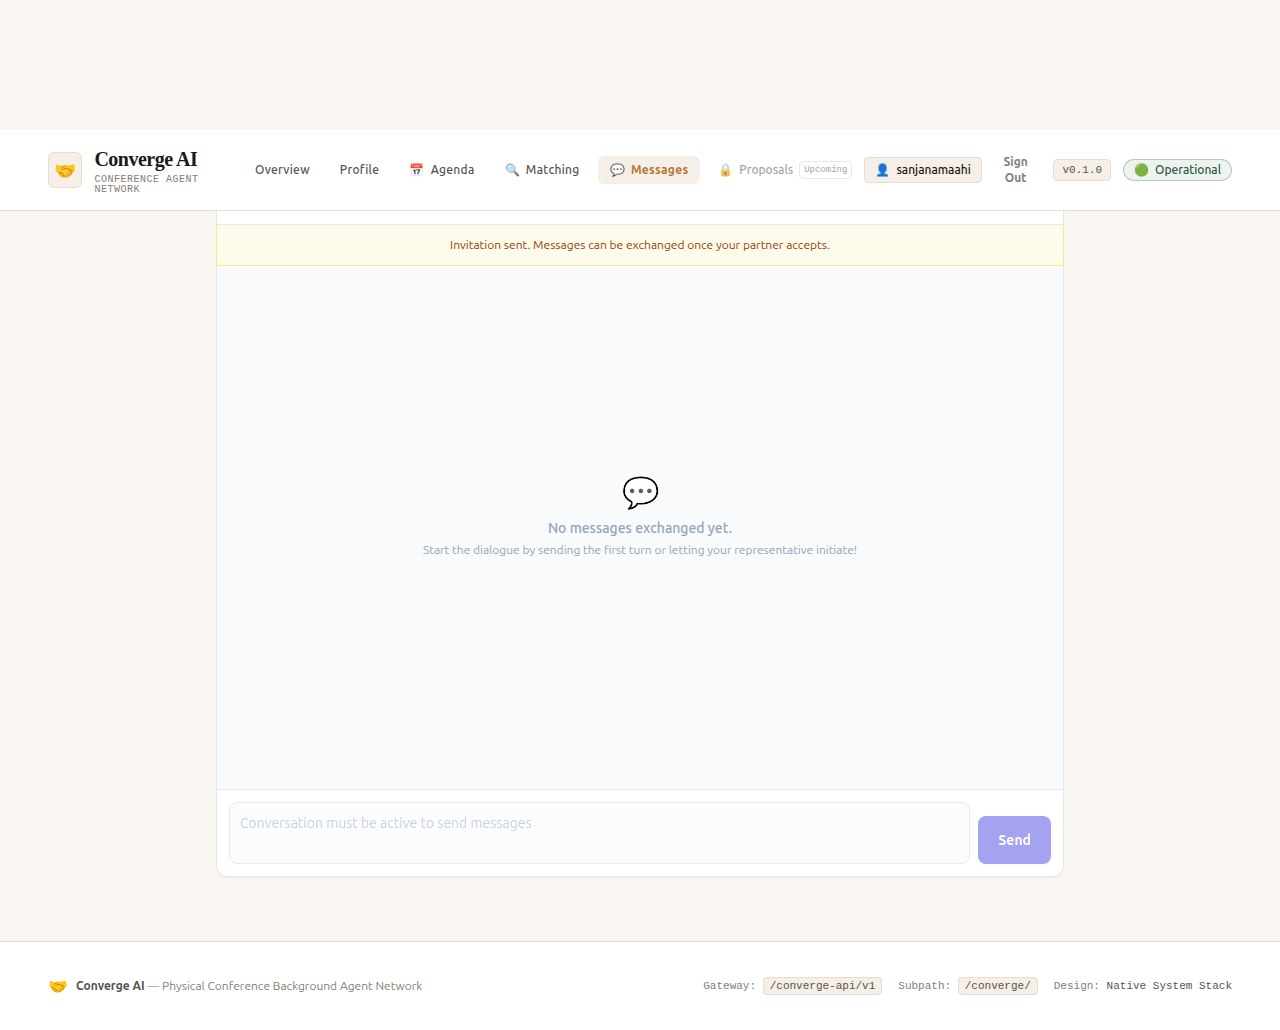 Converge AI
CONFERENCE AGENT
NETWORK
Overview
Profile
Agenda
Matching
Messages
Proposals
Upcoming
sanjanamaahi
Sign
Out
v0.1.0
Operational
Invitation sent. Messages can be exchanged once your partner accepts.
No messages exchanged yet.
Start the dialogue by sending the first turn or letting your representative initiate!
Conversation must be active to send messages
Send
Converge AI — Physical Conference Background Agent Network
Gateway: /converge-api/v1
Subpath: /converge/
Design: Native System Stack